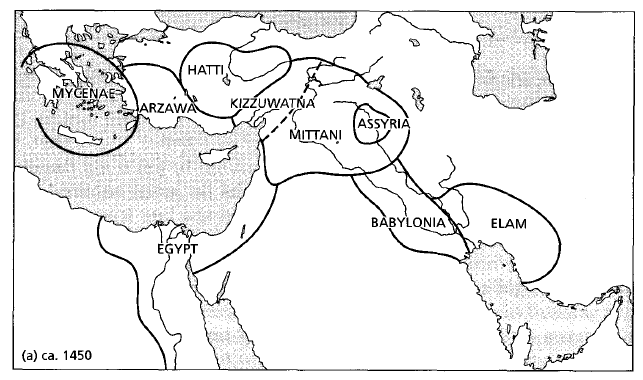 HATTI
MYCENAE
ARZAWA
KIZZUWATNA
ASSYRIA
MITTANI
BABYLONIA
ELAM
EGYPT
(a) ca. 1450